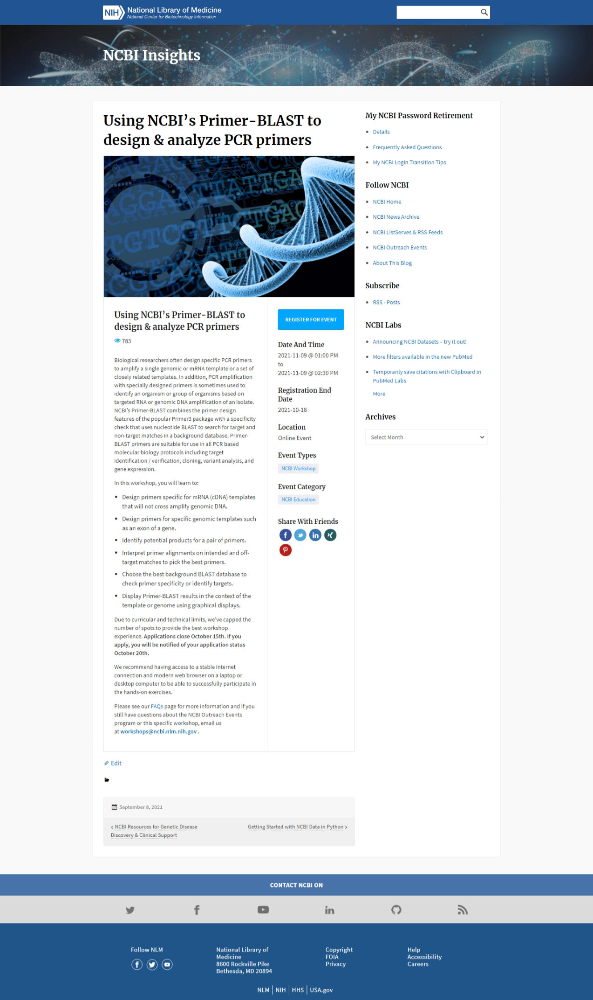 NIH National Library of Medicine
National Center for Biotechnology Information
NCBI Insights
Using NCBI’s Primer-BLAST to
design & analyze PCR primers
Using NCBI’s Primer-BLAST to
design & analyze PCR primers
783
Biological researchers often design specific PCR primers
to amplify a single genomic or mRNA template or a set of
closely related templates. In addition, PCR amplification
with specially designed primers is sometimes used to
identify an organism or group of organisms based on
targeted RNA or genomic DNA amplification of an isolate.
NCBI’s Primer-BLAST combines the primer design
features of the popular Primer3 package with a specificity
check that uses nucleotide BLAST to search for target and
non-target matches in a background database. Primer-
BLAST primers are suitable for use in all PCR based
molecular biology protocols including target
identification / verification, cloning, variant analysis, and
gene expression.
In this workshop, you will learn to:
• Design primers specific for mRNA (cDNA) templates
that will not cross amplify genomic DNA.
• Design primers for specific genomic templates such
as an exon of a gene.
• Identify potential products for a pair of primers.
• Interpret primer alignments on intended and off-
target matches to pick the best primers.
• Choose the best background BLAST database to
check primer specificity or identify targets.
• Display Primer-BLAST results in the context of the
template or genome using graphical displays.
Due to curricular and technical limits, we’ve capped the
number of spots to provide the best workshop
experience. Applications close October 15th. If you
apply, you will be notified of your application status
October 20th.
We recommend having access to a stable internet
connection and modern web browser on a laptop or
desktop computer to be able to successfully participate in
the hands-on exercises.
Please see our FAQs page for more information and if you
still have questions about the NCBI Outreach Events
program or this specific workshop, email us
at workshops@ncbi.nlm.nih.gov .
REGISTER FOR EVENT
Date And Time
2021-11-09 @ 01:00 PM
to
2021-11-09 @ 02:30 PM
Registration End
Date
2021-10-18
Location
Online Event
Event Types
NCBI Workshop
Event Category
NCBI Education
Share With Friends
Edit
September 8, 2021
‹ NCBI Resources for Genetic Disease
Discovery & Clinical Support
Getting Started with NCBI Data in Python ›
My NCBI Password Retirement
• Details
• Frequently Asked Questions
• My NCBI Login Transition Tips
Follow NCBI
• NCBI Home
• NCBI News Archive
• NCBI ListServes & RSS Feeds
• NCBI Outreach Events
• About This Blog
Subscribe
• RSS - Posts
NCBI Labs
• Announcing NCBI Datasets – try it out!
• More filters available in the new PubMed
• Temporarily save citations with Clipboard in
PubMed Labs
More
Archives
Select Month
CONTACT NCBI ON
Follow NLM
National Library of
Medicine
8600 Rockville Pike
Bethesda, MD 20894
Copyright
FOIA
Privacy
Help
Accessibility
Careers
NLM | NIH | HHS | USA.gov